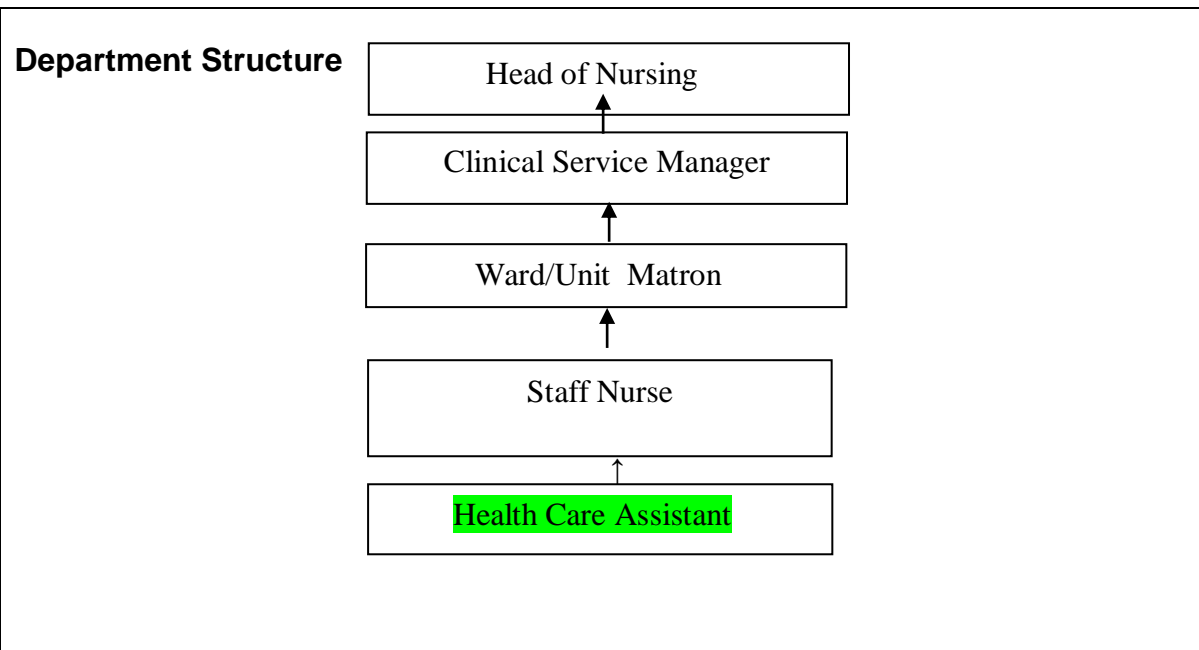 Department Structure
Head of Nursing
Clinical Service Manager
Ward/Unit  Matron
Staff Nurse
↑
Health Care Assistant